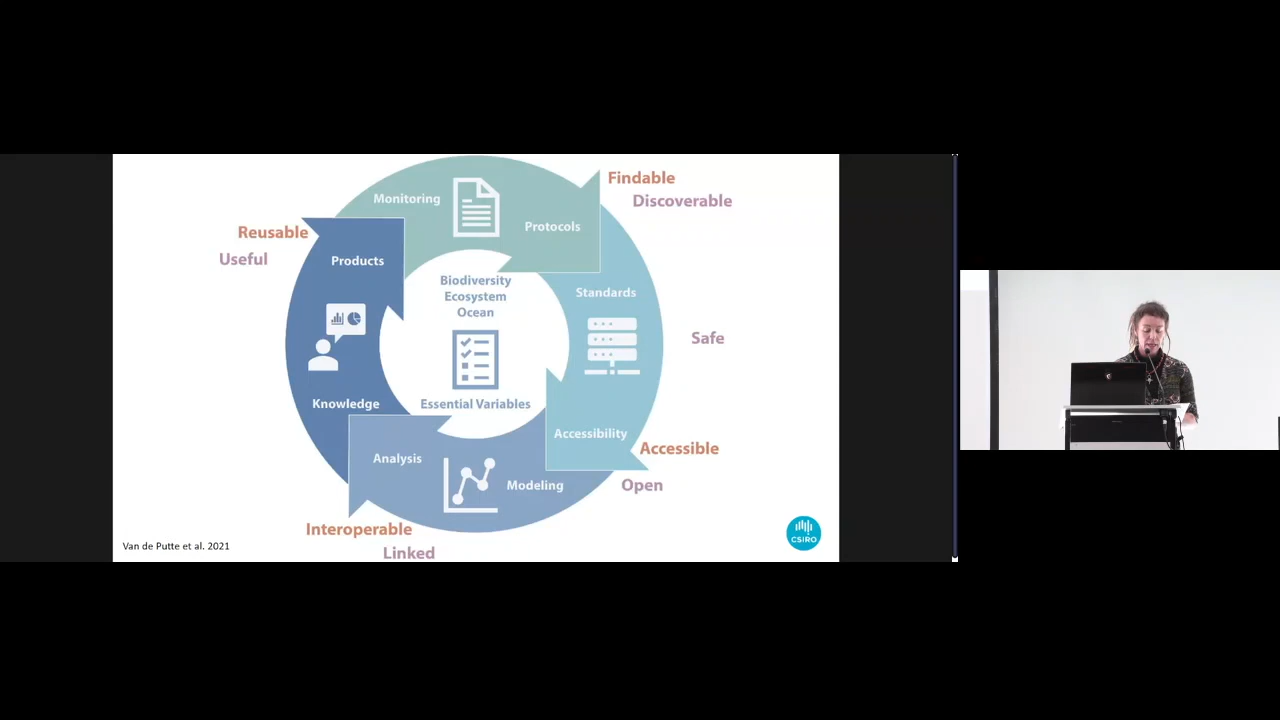 Findable
Discoverable
Monitoring
Protocols
Reusable
Useful
Products
Biodiversity
Ecosystem
Ocean
Standards
Safe
Knowledge
Essential Variables
Accessibility
Accessible
Analysis
Modeling
Open
Interoperable
Linked
Van de Putte et al. 2021
CSIRO